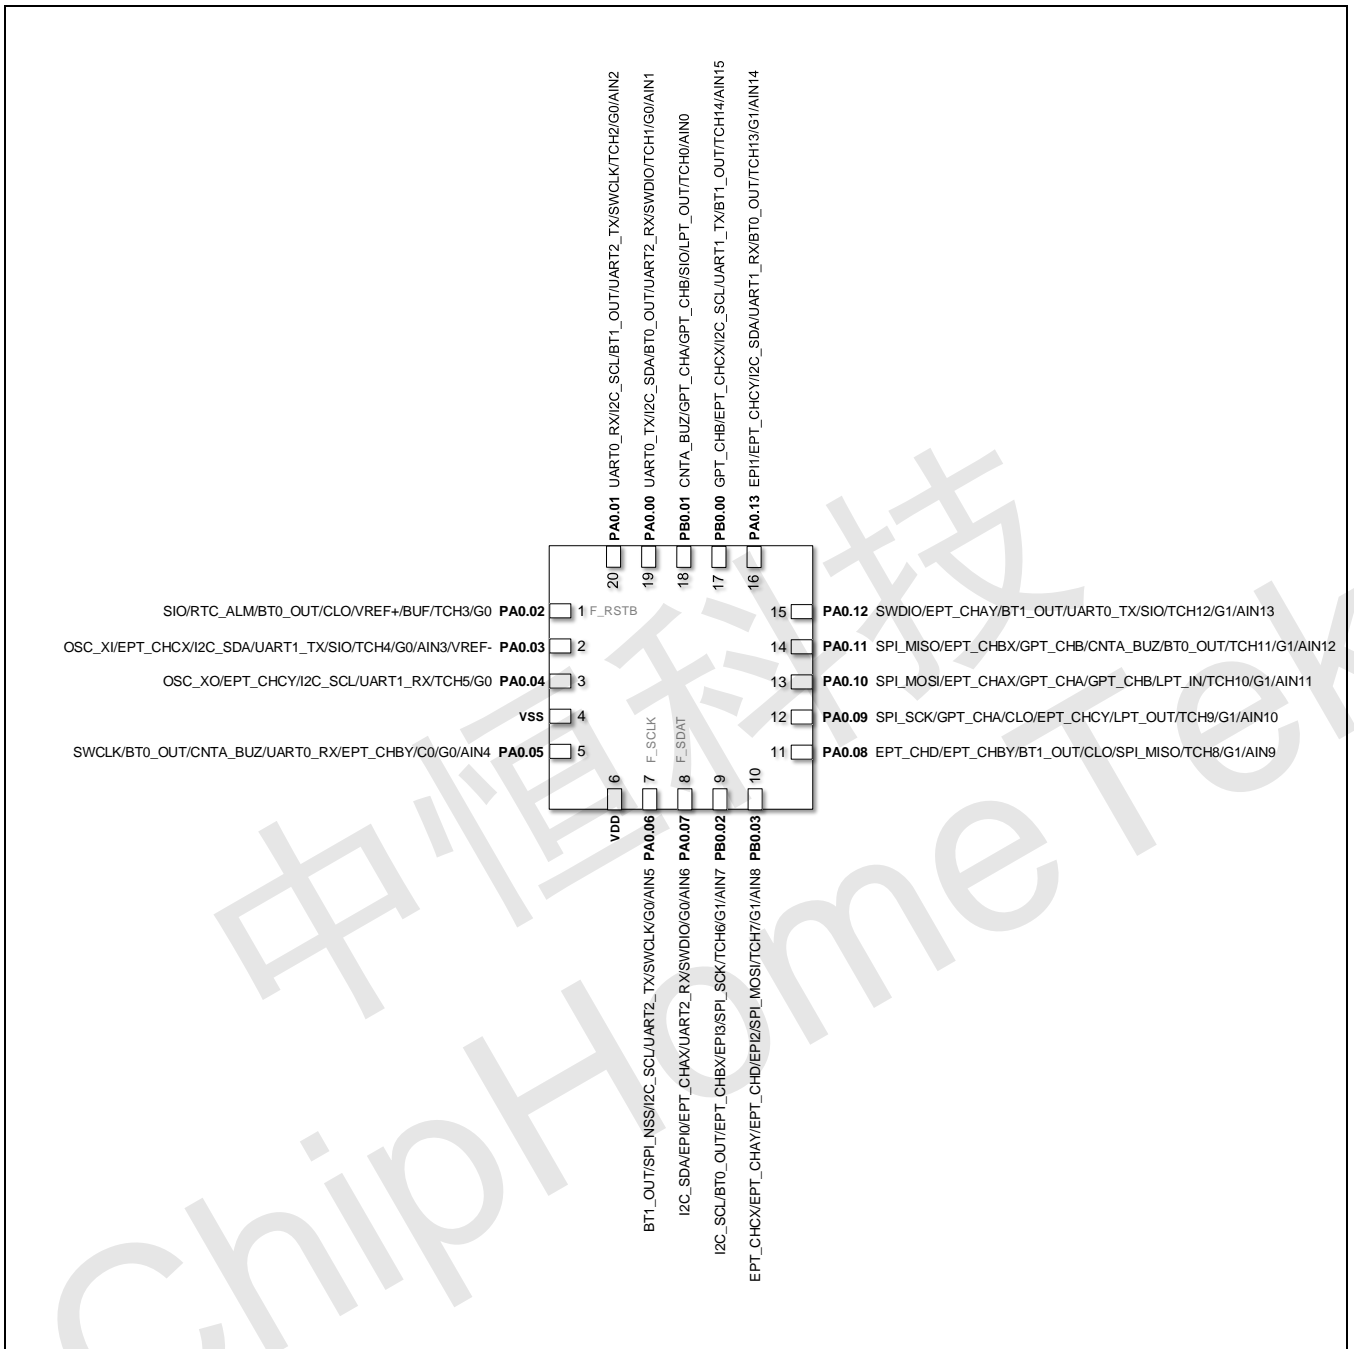 PA0.01 UART0_RX/I2C_SCL/BT1_OUT/UART2_TX/SWCLK/TCH2/G0/AIN2
PA0.00 UART0_TX/I2C_SDA/BT0_OUT/UART2_RX/SWDIO/TCH1/G0/AIN1
PB0.01 CNTA_BUZ/GPT_CHA/GPT_CHB/SIO/LPT_OUT/TCH0/AIN0
PB0.00 GPT_CHB/EPT_CHCX/I2C_SCL/UART1_TX/BT1_OUT/TCH14/AIN15
PA0.13 EPI1/EPT_CHCY/I2C_SDA/UART1_RX/BT0_OUT/TCH13/G1/AIN14
20 19 18 17 16
SIO/RTC_ALM/BT0_OUT/CLO/VREF+/BUF/TCH3/G0 PA0.02 1 F_RSTB
OSC_XI/EPT_CHCX/I2C_SDA/UART1_TX/SIO/TCH4/G0/AIN3/VREF- PA0.03 2
OSC_XO/EPT_CHCY/I2C_SCL/UART1_RX/TCH5/G0 PA0.04 3
VSS 4
SWCLK/BT0_OUT/CNTA_BUZ/UART0_RX/EPT_CHBY/C0/G0/AIN4 PA0.05 5
15 PA0.12 SWDIO/EPT_CHAY/BT1_OUT/UART0_TX/SIO/TCH12/G1/AIN13
14 PA0.11 SPI_MISO/EPT_CHBX/GPT_CHB/CNTA_BUZ/BT0_OUT/TCH11/G1/AIN12
13 PA0.10 SPI_MOSI/EPT_CHAX/GPT_CHA/GPT_CHB/LPT_IN/TCH10/G1/AIN11
12 PA0.09 SPI_SCK/GPT_CHA/CLO/EPT_CHCY/LPT_OUT/TCH9/G1/AIN10
11 PA0.08 EPT_CHD/EPT_CHBY/BT1_OUT/CLO/SPI_MISO/TCH8/G1/AIN9
F_SCLK
F_SDAT
6 7 8 9 10
VDD
BT1_OUT/SPI_NSS/I2C_SCL/UART2_TX/SWCLK/G0/AIN5 PA0.06
I2C_SDA/EPI0/EPT_CHAX/UART2_RX/SWDIO/G0/AIN6 PA0.07
I2C_SCL/BT0_OUT/EPT_CHBX/EPI3/SPI_SCK/TCH6/G1/AIN7 PB0.02
EPT_CHCX/EPT_CHAY/EPT_CHD/EPI2/SPI_MOSI/TCH7/G1/AIN8 PB0.03
中恒科技
ChipHomeTek